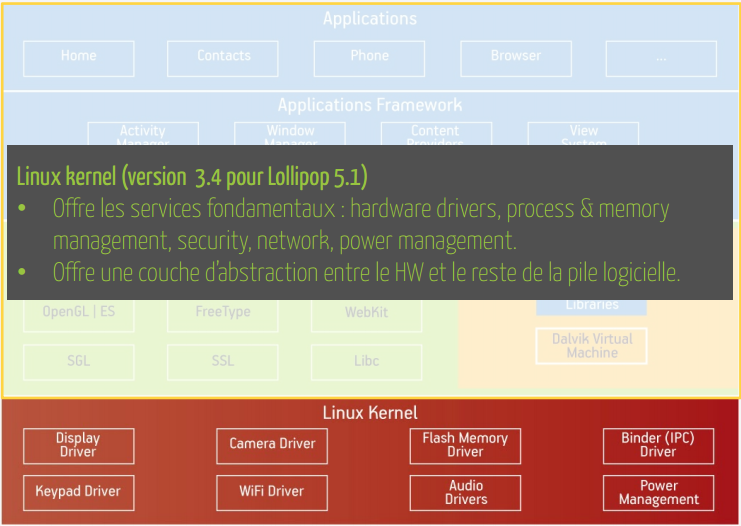 Applications
Home Contacts Phone Browser ...
Applications Framework
Activity Manager Window Manager Content Providers View System
Linux kernel (version 3.4 pour Lollipop 5.1)
• Offre les services fondamentaux : hardware drivers, process & memory
management, security, network, power management.
• Offre une couche d'abstraction entre le HW et le reste de la pile logicielle.
OpenGL | ES FreeType WebKit Libraries
SGL SSL Libc Dalvik Virtual Machine
Linux Kernel
Display Driver Camera Driver Flash Memory Driver Binder (IPC) Driver
Keypad Driver WiFi Driver Audio Drivers Power Management